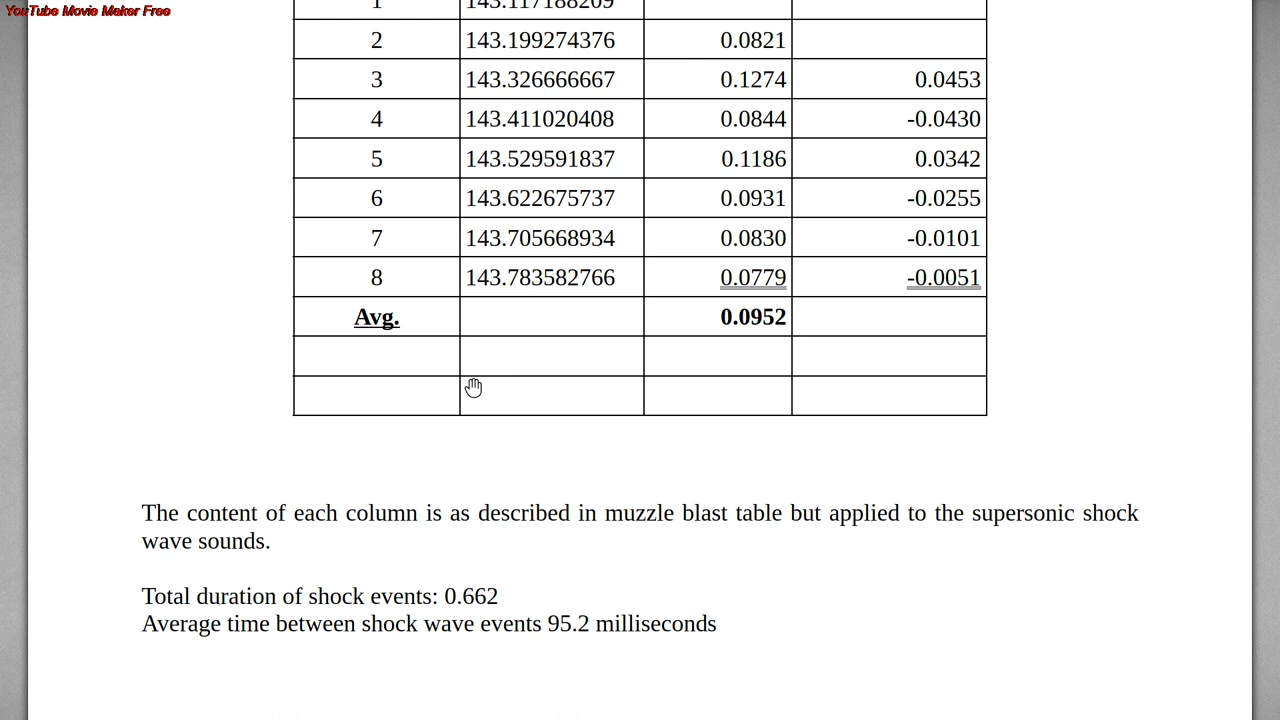 YouTube Movie Maker Free
1 143.117188209
2 143.199274376 0.0821
3 143.326666667 0.1274 0.0453
4 143.411020408 0.0844 -0.0430
5 143.529591837 0.1186 0.0342
6 143.622675737 0.0931 -0.0255
7 143.705668934 0.0830 -0.0101
8 143.783582766 0.0779 -0.0051
Avg. 0.0952
The content of each column is as described in muzzle blast table but applied to the supersonic shock
wave sounds.
Total duration of shock events: 0.662
Average time between shock wave events 95.2 milliseconds